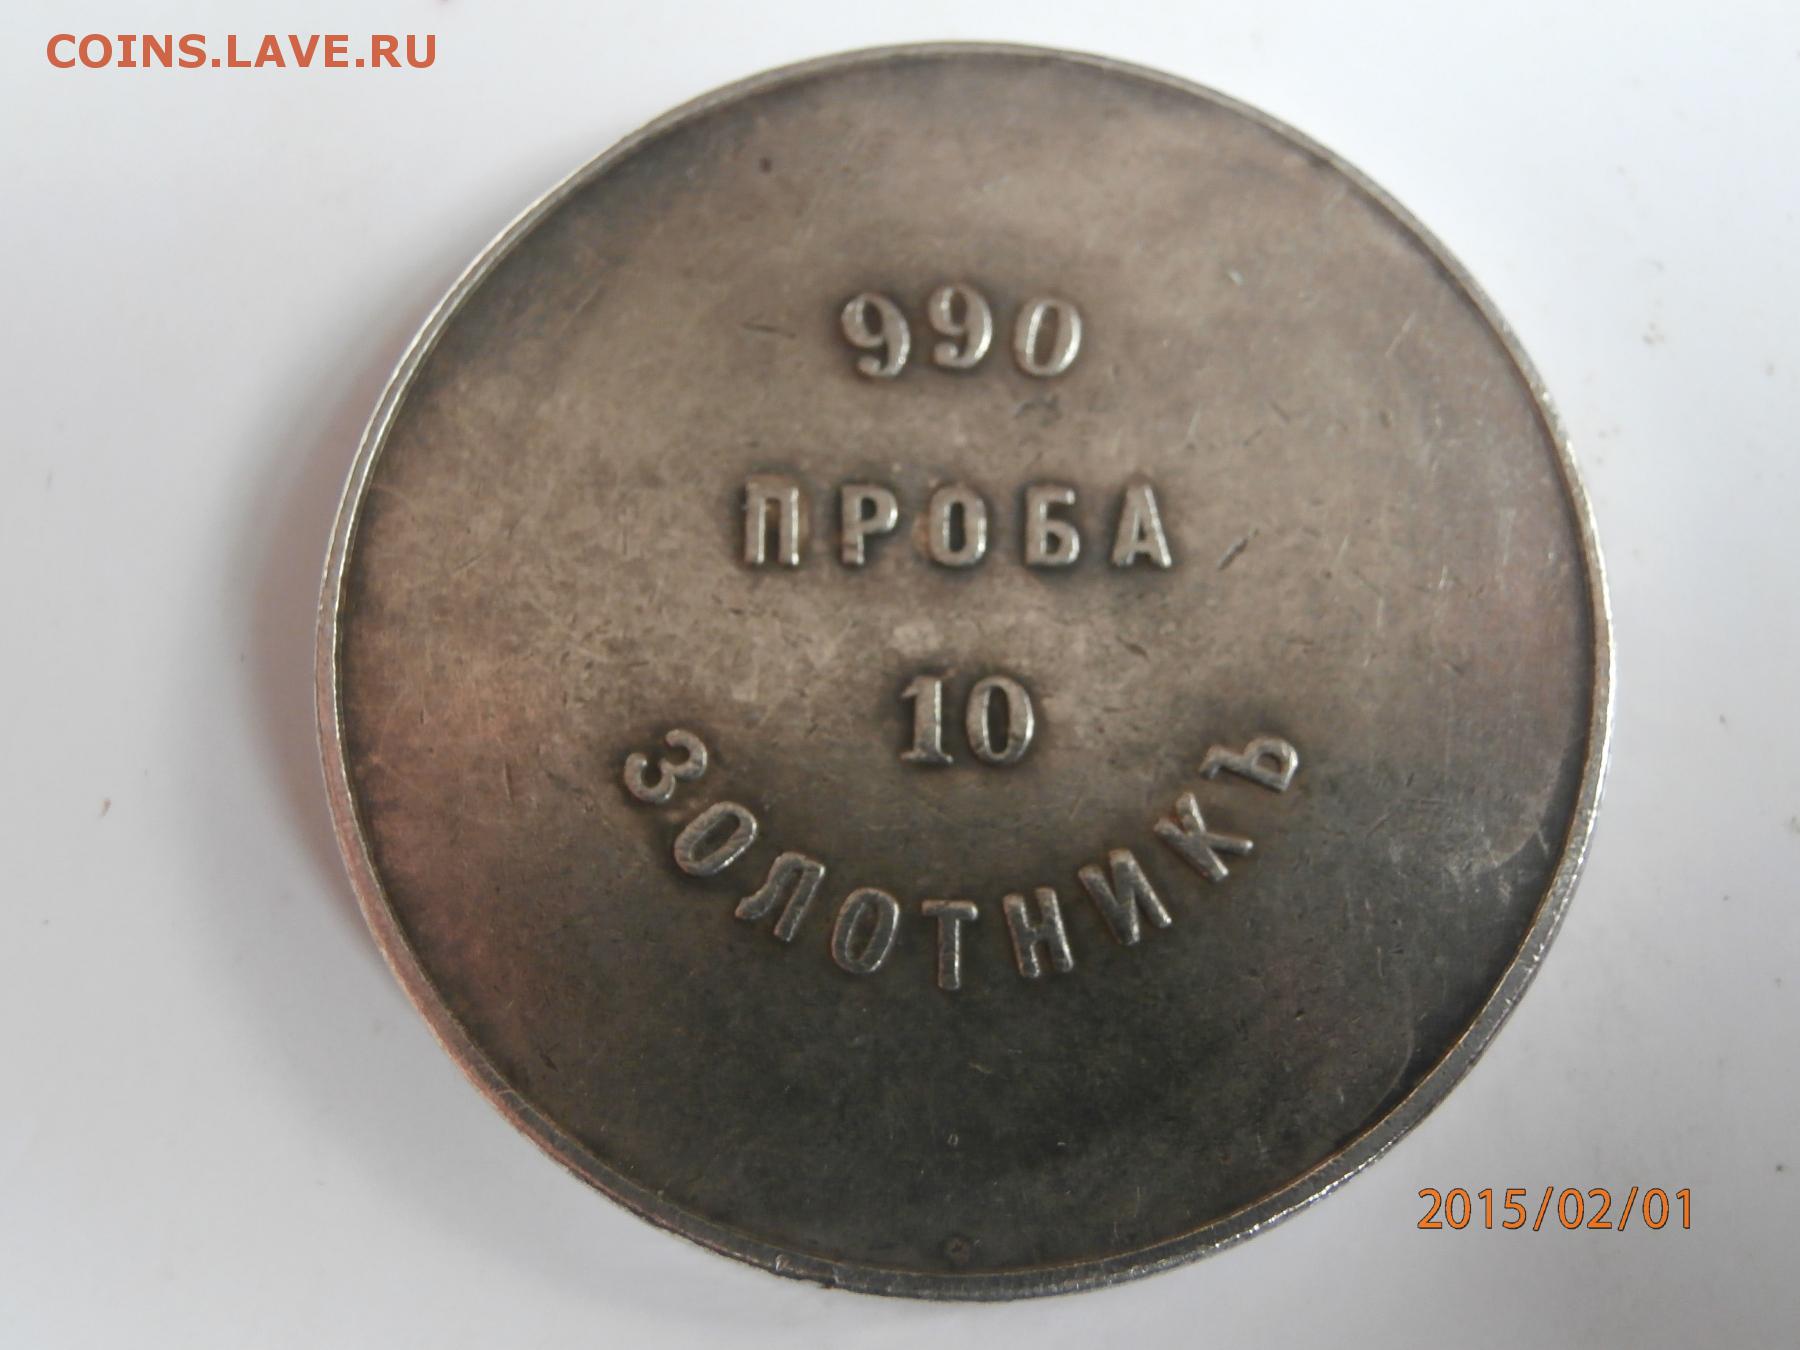 COINS.LAVE.RU
990
ПРОБА
10
ЗОЛОТНИКЪ
2015/02/01